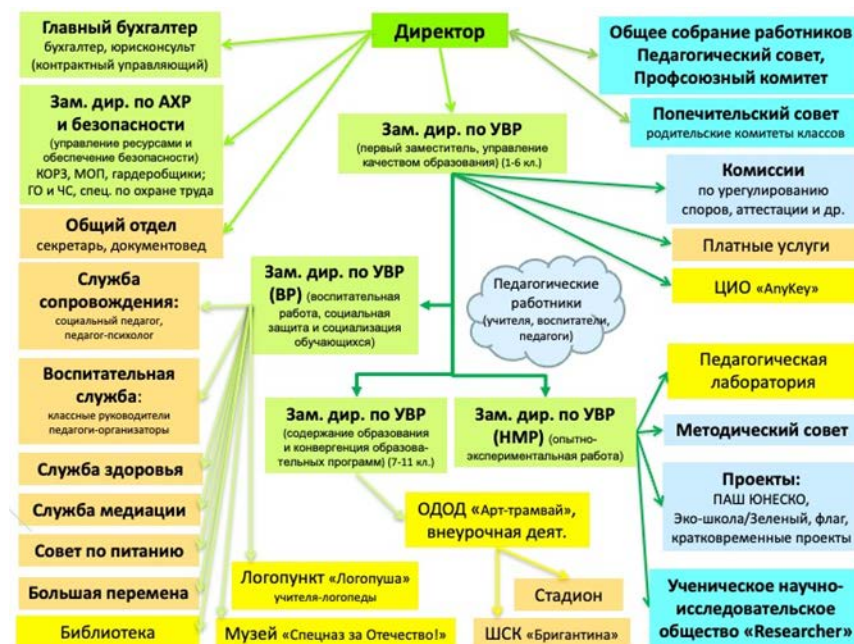 Главный бухгалтер
бухгалтер, юрисконсульт
(контрактный управляющий)
Директор
Общее собрание работников
Педагогический совет,
Профсоюзный комитет
Зам. дир. по АХР
и безопасности
(управление ресурсами и
обеспечение безопасности)
КОРЗ, МОП, гардеробщики;
ГО и ЧС, спец. по охране труда
Зам. дир. по УВР
(первый заместитель, управление
качеством образования) (1-6 кл.)
Попечительский совет
родительские комитеты классов
Комиссии
по урегулированию
споров, аттестации и др.
Общий отдел
секретарь, документовед
Платные услуги
ЦИО «AnyKey»
Служба
сопровождения:
социальный педагог,
педагог-психолог
Зам. дир. по УВР
(ВР) (воспитательная
работа, социальная
защита и социализация
обучающихся)
Педагогические
работники
(учителя, воспитатели,
педагоги)
Воспитательная
служба:
классные руководители
педагоги-организаторы
Зам. дир. по УВР
(содержание образования
и конвергенция образова-
тельных программ) (7-11 кл.)
Зам. дир. по УВР
(НМР) (опытно-
экспериментальная работа)
Педагогическая
лаборатория
Методический совет
Проекты:
ПАШ ЮНЕСКО,
Эко-школа/Зеленый, флаг,
кратковременные проекты
Служба здоровья
Служба медиации
Совет по питанию
Большая перемена
Библиотека
ОДОД «Арт-трамвай»,
внеурочная деят.
Логопункт «Логопуша»
учителя-логопеды
Музей «Спецназ за Отечество!»
Стадион
ШСК «Бригантина»
Ученическое научно-
исследовательское
общество «Researcher»